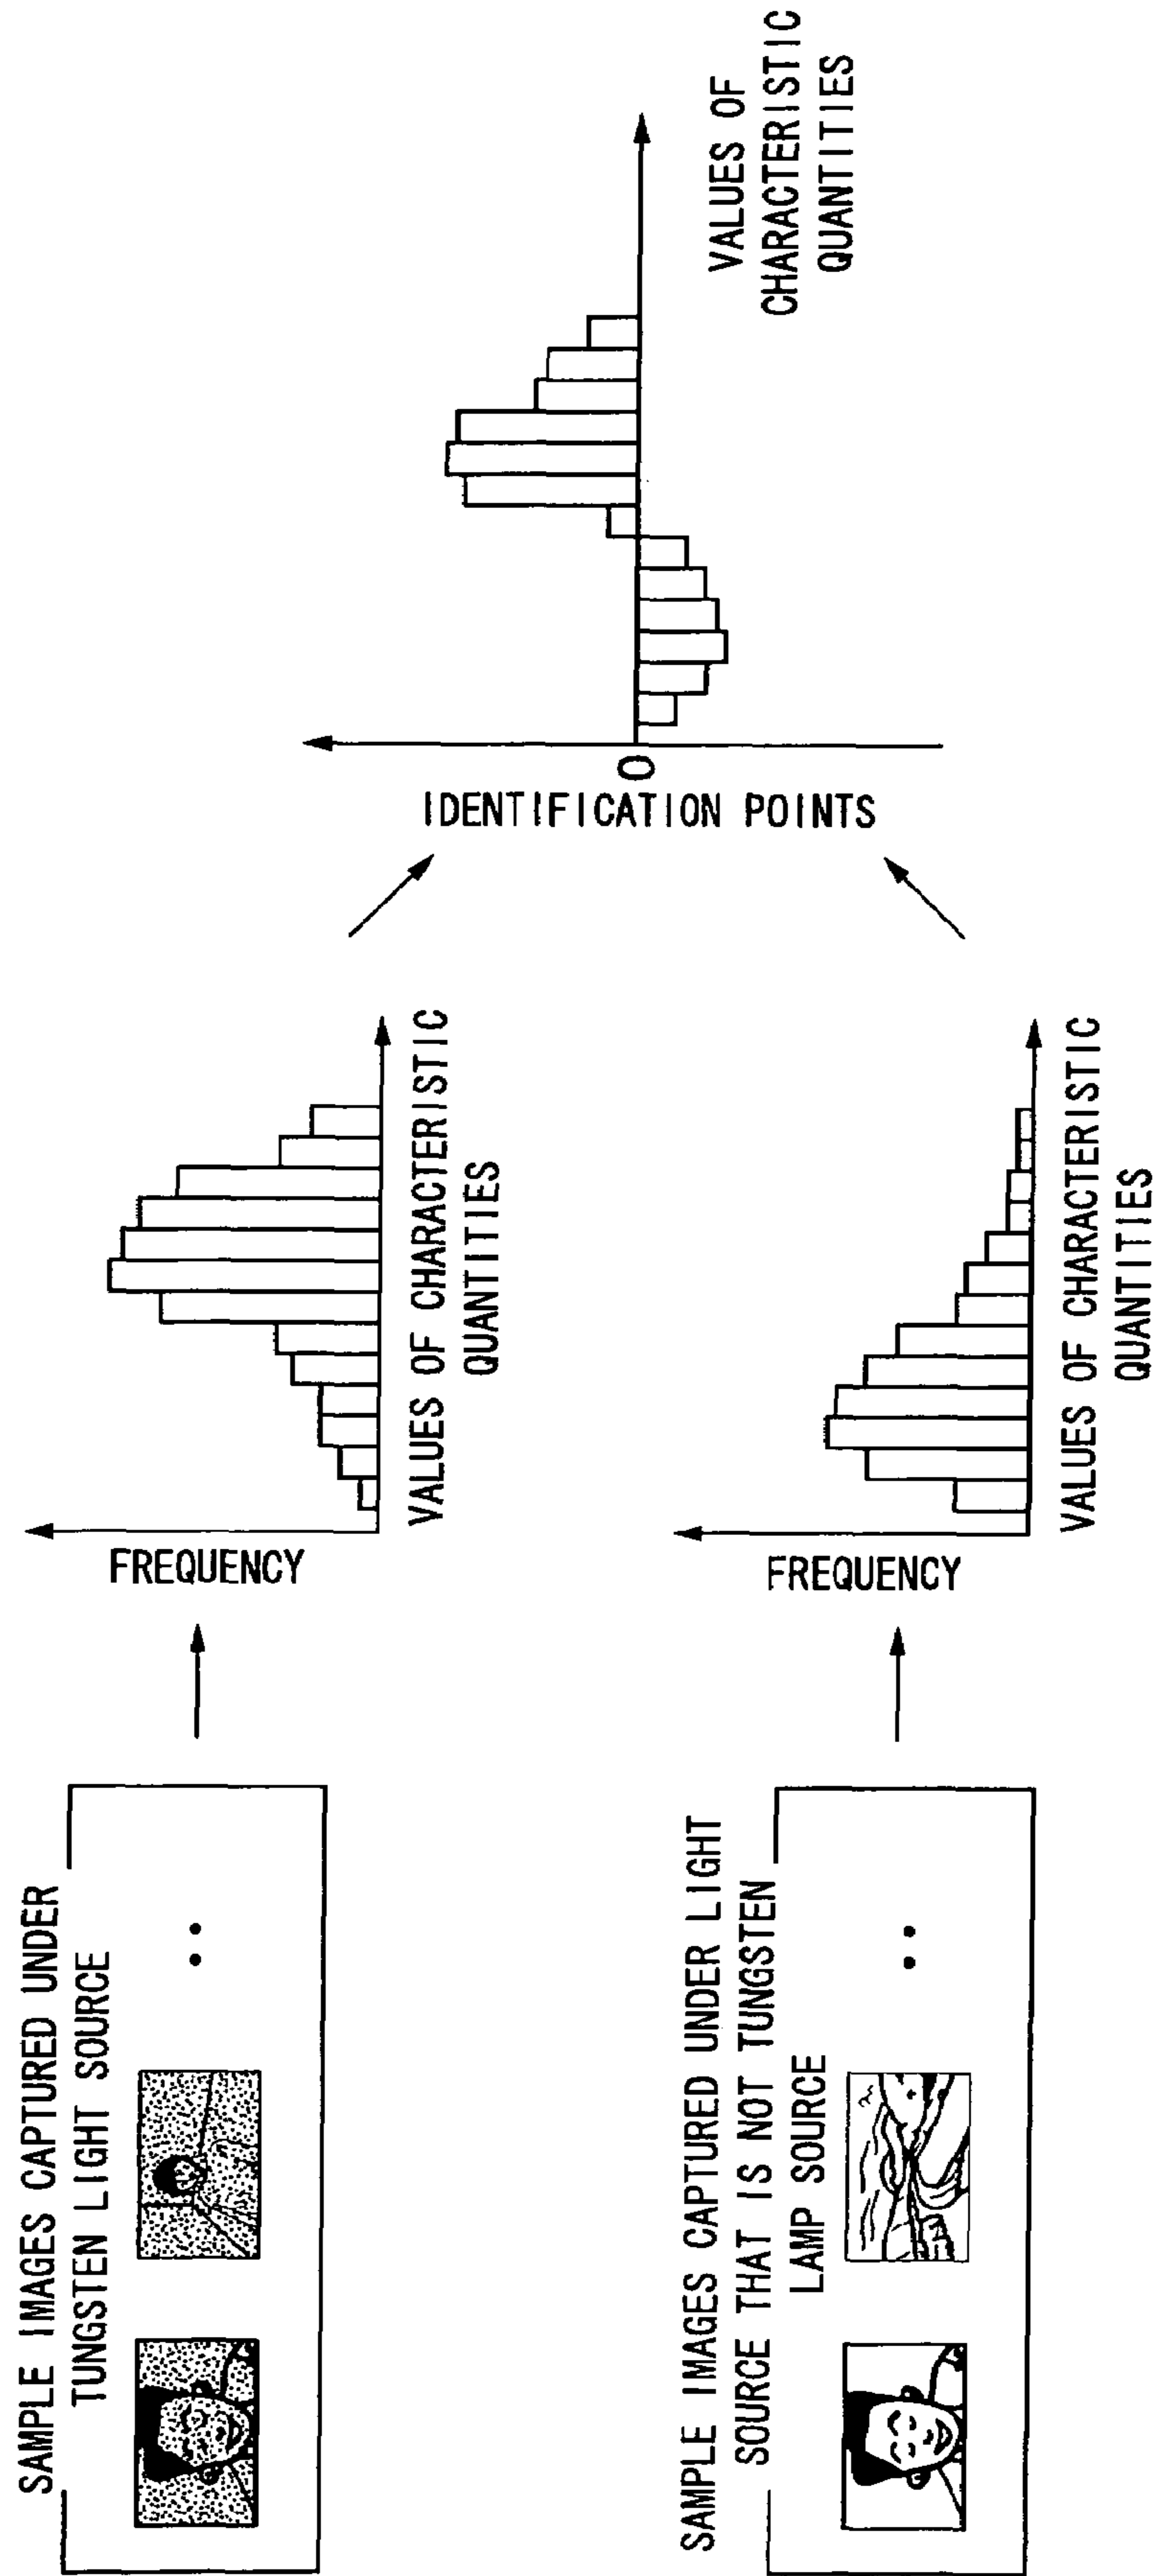 SAMPLE IMAGES CAPTURED UNDER
TUNGSTEN LIGHT SOURCE
FREQUENCY
VALUES OF CHARACTERISTIC
QUANTITIES
SAMPLE IMAGES CAPTURED UNDER LIGHT
SOURCE THAT IS NOT TUNGSTEN
LAMP SOURCE
FREQUENCY
VALUES OF CHARACTERISTIC
QUANTITIES
IDENTIFICATION POINTS
0
VALUES OF
CHARACTERISTIC
QUANTITIES